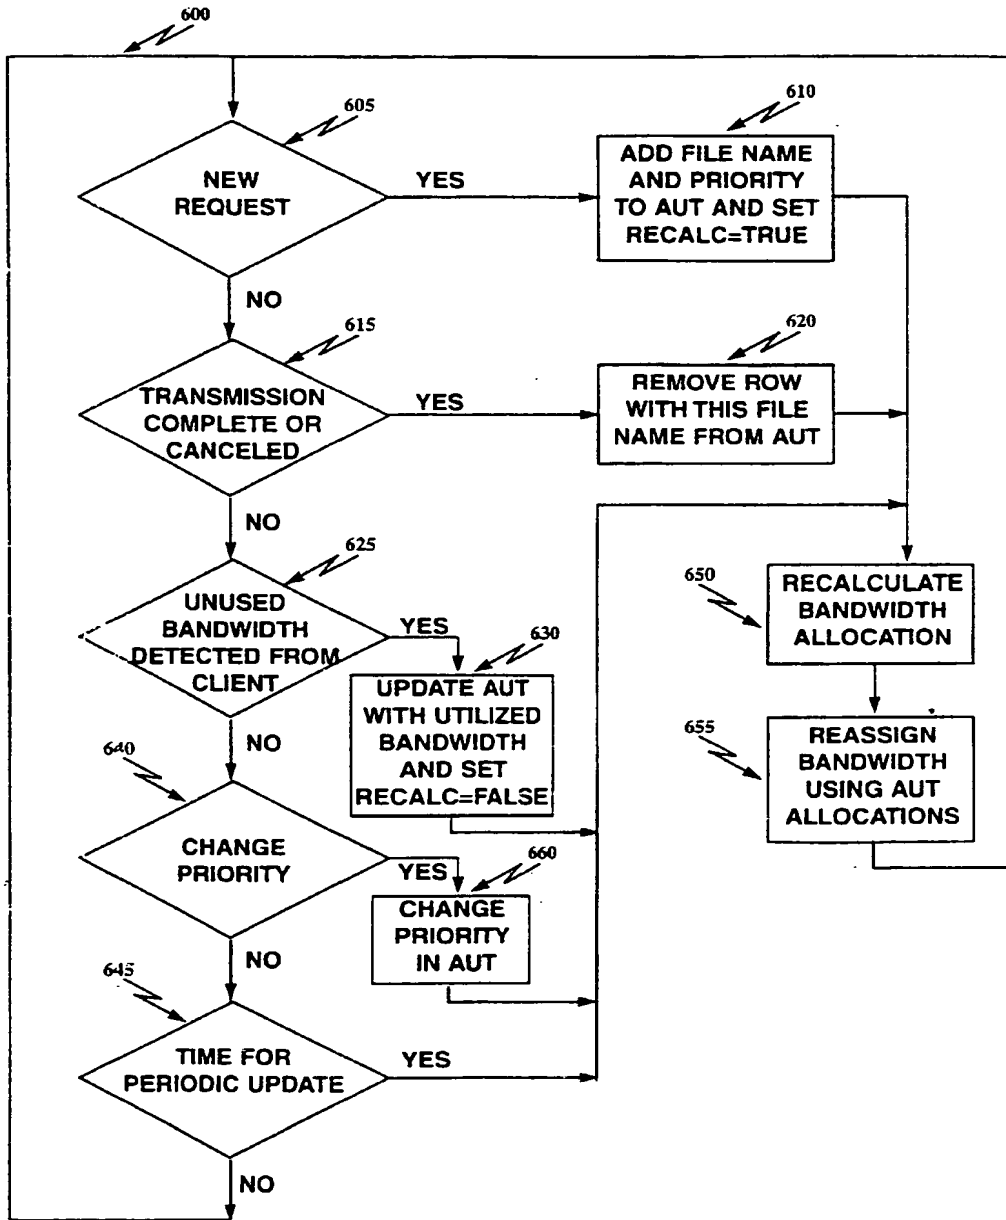 600
605
NEW
REQUEST
YES
610
ADD FILE NAME
AND PRIORITY
TO AUT AND SET
RECALC=TRUE
NO
615
TRANSMISSION
COMPLETE OR
CANCELED
YES
620
REMOVE ROW
WITH THIS FILE
NAME FROM AUT
NO
625
UNUSED
BANDWIDTH
DETECTED FROM
CLIENT
YES
630
UPDATE AUT
WITH UTILIZED
BANDWIDTH
AND SET
RECALC=FALSE
650
RECALCULATE
BANDWIDTH
ALLOCATION
655
REASSIGN
BANDWIDTH
USING AUT
ALLOCATIONS
NO
640
CHANGE
PRIORITY
YES
660
CHANGE
PRIORITY
IN AUT
NO
645
TIME FOR
PERIODIC UPDATE
YES
NO